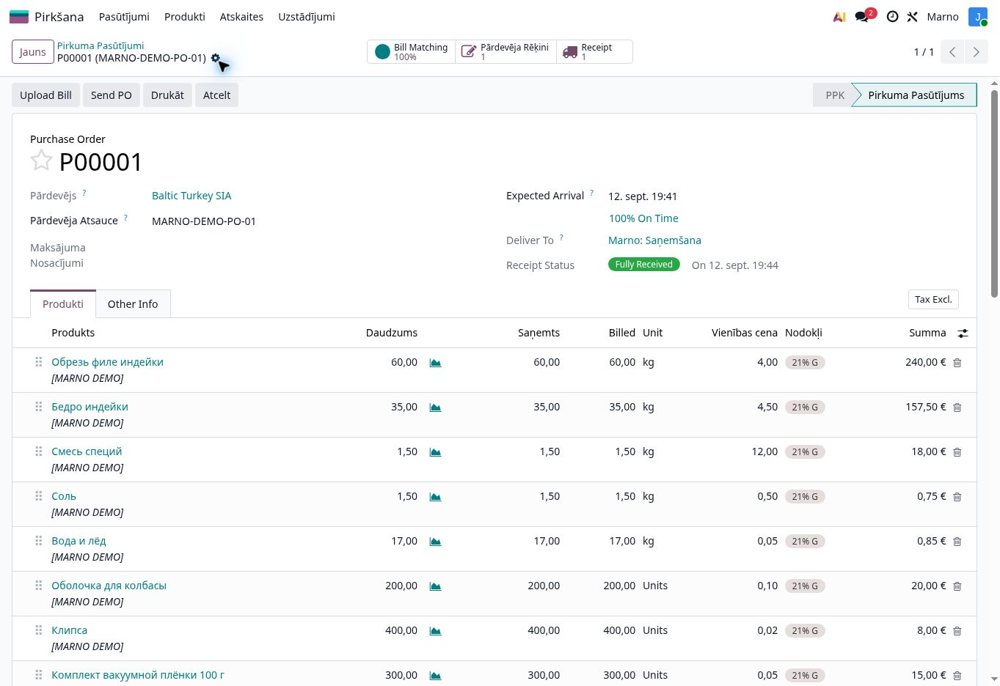 Pirkšana Pasūtījumi Produkti Atskaites Uzstādījumi AI 2 Marno J
Jauns Pirkuma Pasūtījumi
P00001 (MARNO-DEMO-PO-01)
Bill Matching
100%
Pārdevēja Rēķini
1
Receipt
1
1 / 1
Upload Bill Send PO Drukāt Atcelt PPK Pirkuma Pasūtījums
Purchase Order
P00001
Pārdevējs ? Baltic Turkey SIA
Pārdevēja Atsauce ? MARNO-DEMO-PO-01
Maksājuma
Nosacījumi
Expected Arrival ? 12. sept. 19:41
100% On Time
Deliver To ? Marno: Saņemšana
Receipt Status Fully Received On 12. sept. 19:44
Produkti Other Info Tax Excl.
Produkts Daudzums Saņemts Billed Unit Vienības cena Nodokļi Summa
Обрезь филе индейки 60,00 60,00 60,00 kg 4,00 21% G 240,00 €
[MARNO DEMO]
Бедро индейки 35,00 35,00 35,00 kg 4,50 21% G 157,50 €
[MARNO DEMO]
Смесь специй 1,50 1,50 1,50 kg 12,00 21% G 18,00 €
[MARNO DEMO]
Соль 1,50 1,50 1,50 kg 0,50 21% G 0,75 €
[MARNO DEMO]
Вода и лёд 17,00 17,00 17,00 kg 0,05 21% G 0,85 €
[MARNO DEMO]
Оболочка для колбасы 200,00 200,00 200,00 Units 0,10 21% G 20,00 €
[MARNO DEMO]
Клипса 400,00 400,00 400,00 Units 0,02 21% G 8,00 €
[MARNO DEMO]
Комплект вакуумной плёнки 100 г 300,00 300,00 300,00 Units 0,05 21% G 15,00 €